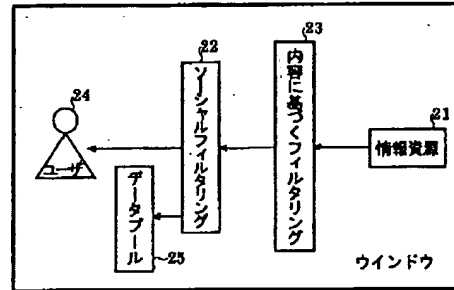 22
ソーシャルフィルタリング
23
内容に基づくフィルタリング
21
情報資源
24
ユーザ
データプール
25
ウインドウ